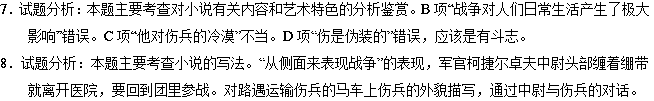 7．试题分析：本题主要考查对小说有关内容和艺术特色的分析鉴赏。B 项“战争对人们日常生活产生了极大
影响”错误。C 项“他对伤兵的冷漠”不当。D 项“伤是伪装的”错误，应该是有斗志。
8．试题分析：本题主要考查小说的写法。“从侧面来表现战争”的表现，军官柯捷尔卓夫中尉头部缠着绷带
就离开医院，要回到团里参战。对路遇运输伤兵的马车上伤兵的外貌描写，通过中尉与伤兵的对话。